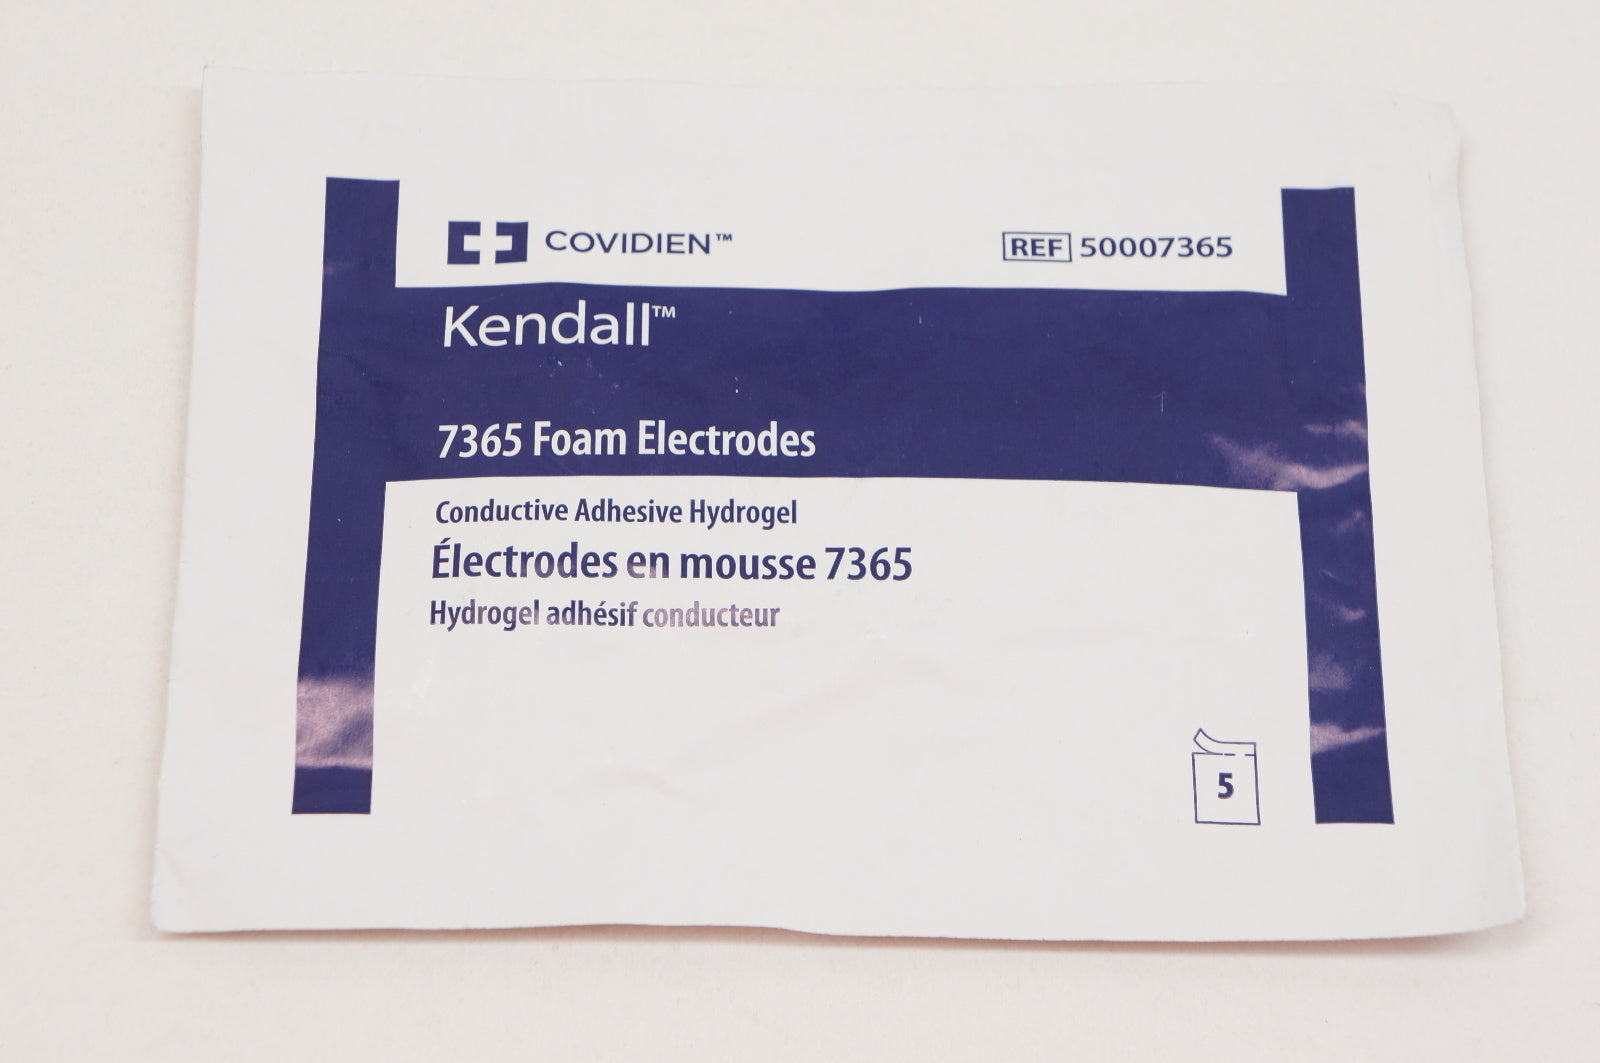 COVIDIEN™
REF 50007365
Kendall™
7365 Foam Electrodes
Conductive Adhesive Hydrogel
Électrodes en mousse 7365
Hydrogel adhésif conducteur
5